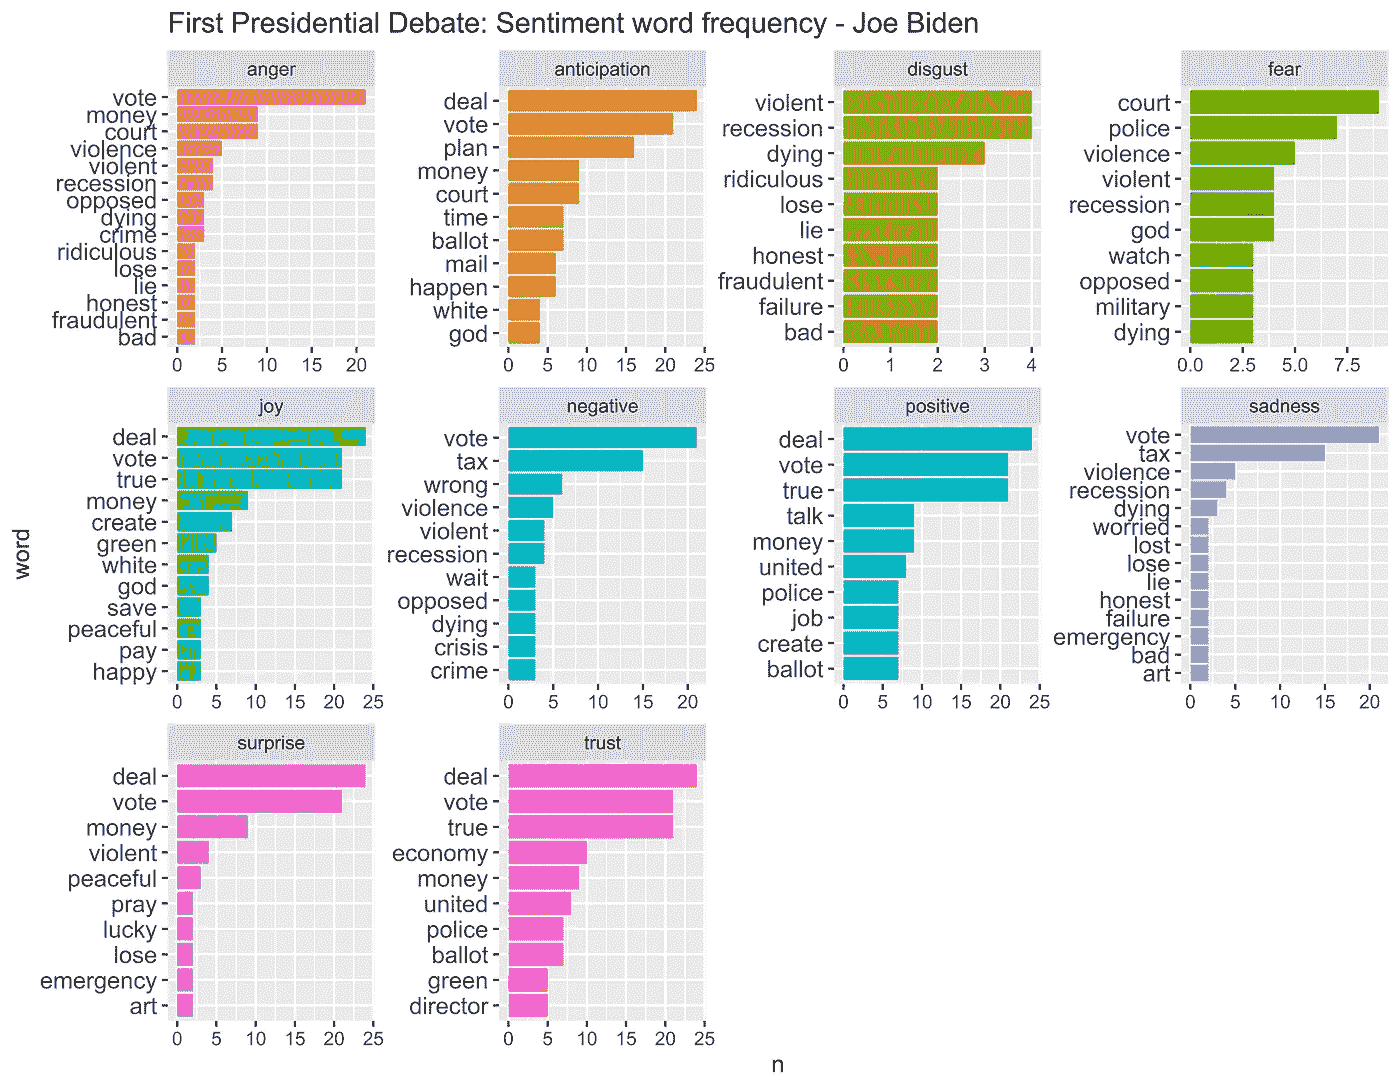 First Presidential Debate: Sentiment word frequency - Joe Biden
anger
vote
money
court
violence
violent
recession
opposed
dying
crime
ridiculous
lose
lie
honest
fraudulent
bad
0 5 10 15 20
anticipation
deal
vote
plan
money
court
time
ballot
mail
happen
white
god
0 5 10 15 20 25
disgust
violent
recession
dying
ridiculous
lose
lie
honest
fraudulent
failure
bad
0 1 2 3 4
fear
court
police
violence
violent
recession
god
watch
opposed
military
dying
0.0 2.5 5.0 7.5
joy
deal
vote
true
money
create
green
white
god
save
peaceful
pay
happy
0 5 10 15 20 25
negative
vote
tax
wrong
violence
violent
recession
wait
opposed
dying
crisis
crime
0 5 10 15 20
positive
deal
vote
true
talk
money
united
police
job
create
ballot
0 5 10 15 20 25
sadness
vote
tax
violence
recession
dying
worried
lost
lose
lie
honest
failure
emergency
bad
art
0 5 10 15 20
surprise
deal
vote
money
violent
peaceful
pray
lucky
lose
emergency
art
0 5 10 15 20 25
trust
deal
vote
true
economy
money
united
police
ballot
green
director
0 5 10 15 20 25
word
n